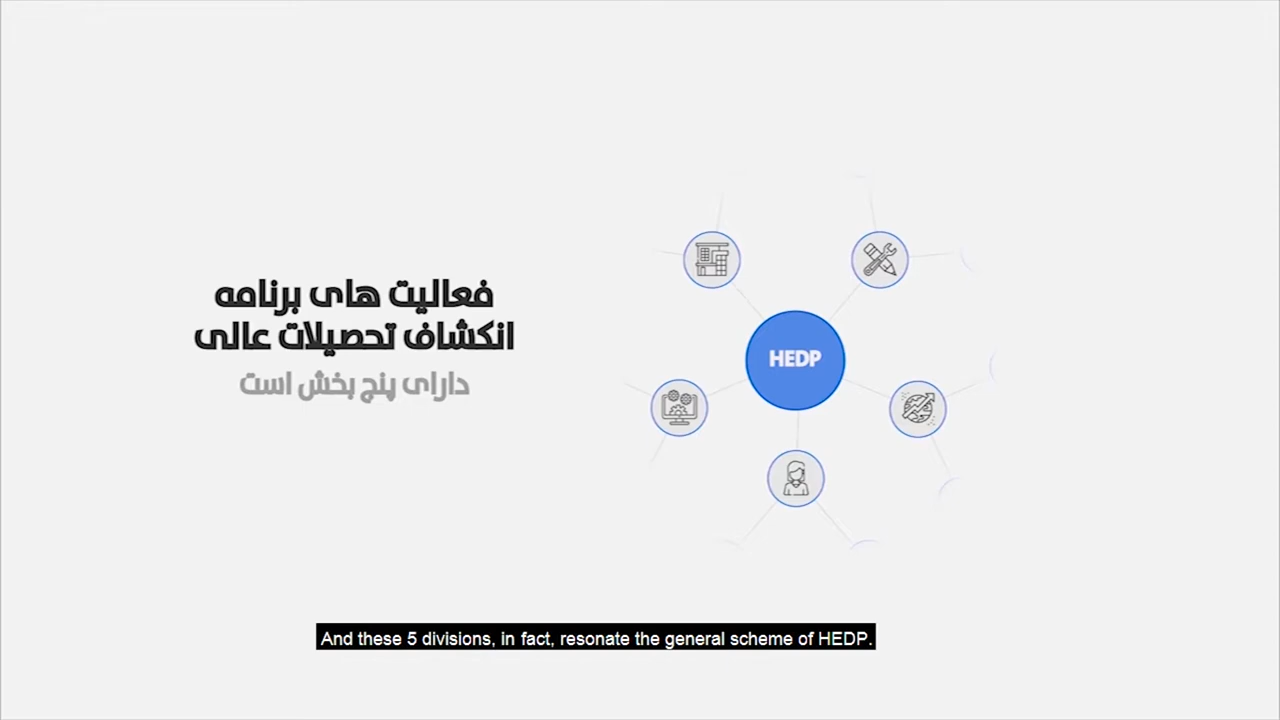 فعالیت های برنامه
انکشاف تحصیلات عالی
دارای پنج بخش است
HEDP
And these 5 divisions, in fact, resonate the general scheme of HEDP.